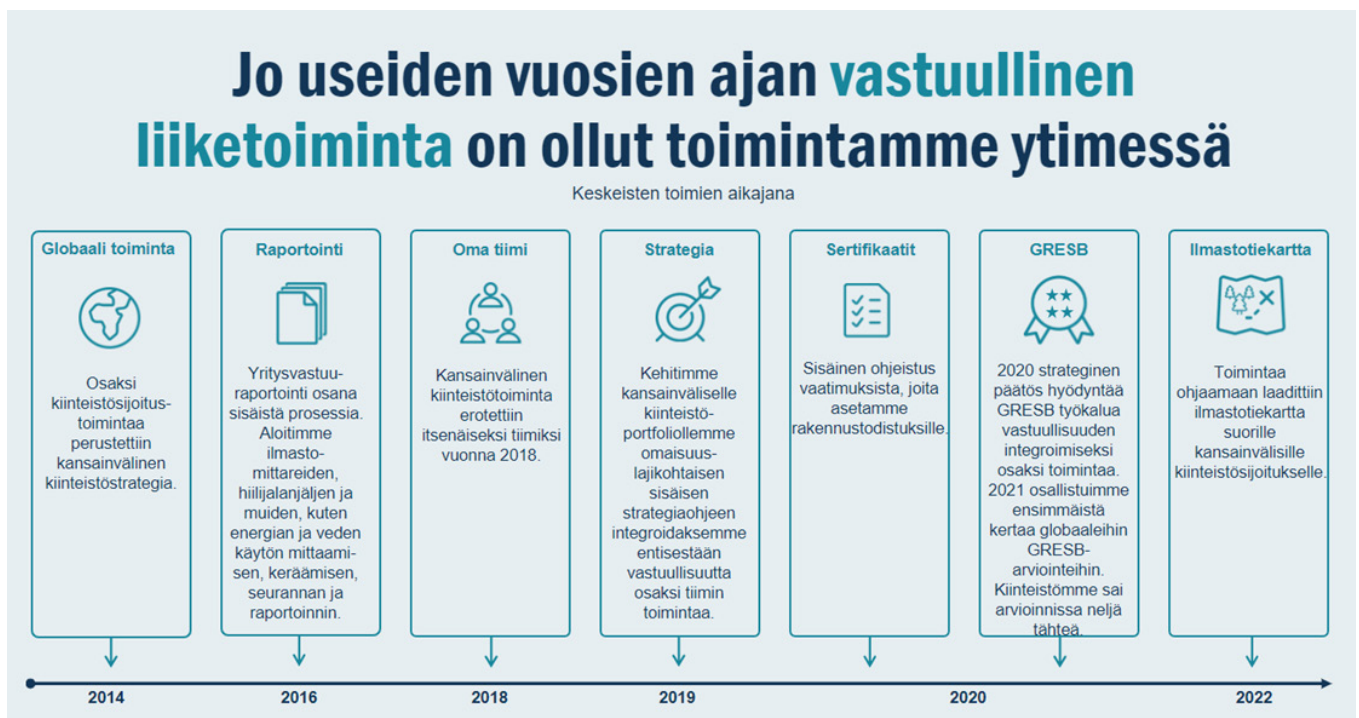 Jo useiden vuosien ajan vastuullinen
liiketoiminta on ollut toimintamme ytimessä
Keskeisten toimien aikajana
Globaali toiminta
Osaksi
kiinteistösijoitus-
toimintaa
perustettiin
kansainvälinen
kiinteistöstrategia.
Raportointi
Yritysvastuu-
raportointi osana
sisäistä prosessia.
Aloitimme
ilmasto-
mittareiden,
hiilijalanjäljen ja
muiden, kuten
energian ja veden
käytön mittaami-
sen, keräämisen,
seurannan ja
raportoinnin.
Oma tiimi
Kansainvälinen
kiinteistötoiminta
erotettiin
itsenäiseksi tiimiksi
vuonna 2018.
Strategia
Kehitimme
kansainväliselle
kiinteistö-
portfoliollemme
omaisuus-
lajikohtaisen
sisäisen
strategiaohjeen
integroidaksemme
entisestään
vastuullisuutta
osaksi tiimin
toimintaa.
Sertifikaatit
Sisäinen ohjeistus
vaatimuksista, joita
asetamme
rakennustodistuksille.
GRESB
2020 strateginen
päätös hyödyntää
GRESB työkalua
vastuullisuuden
integroimiseksi
osaksi toimintaa.
2021 osallistuimme
ensimmäistä
kertaa globaaleihin
GRESB-
arviointeihin.
Kiinteistömme sai
arvioinnissa neljä
tähteä.
Ilmastotiekartta
Toimintaa
ohjaamaan laadittiin
ilmastotiekartta
suorille
kansainvälisille
kiinteistösijoitukselle.
2014
2016
2018
2019
2020
2022